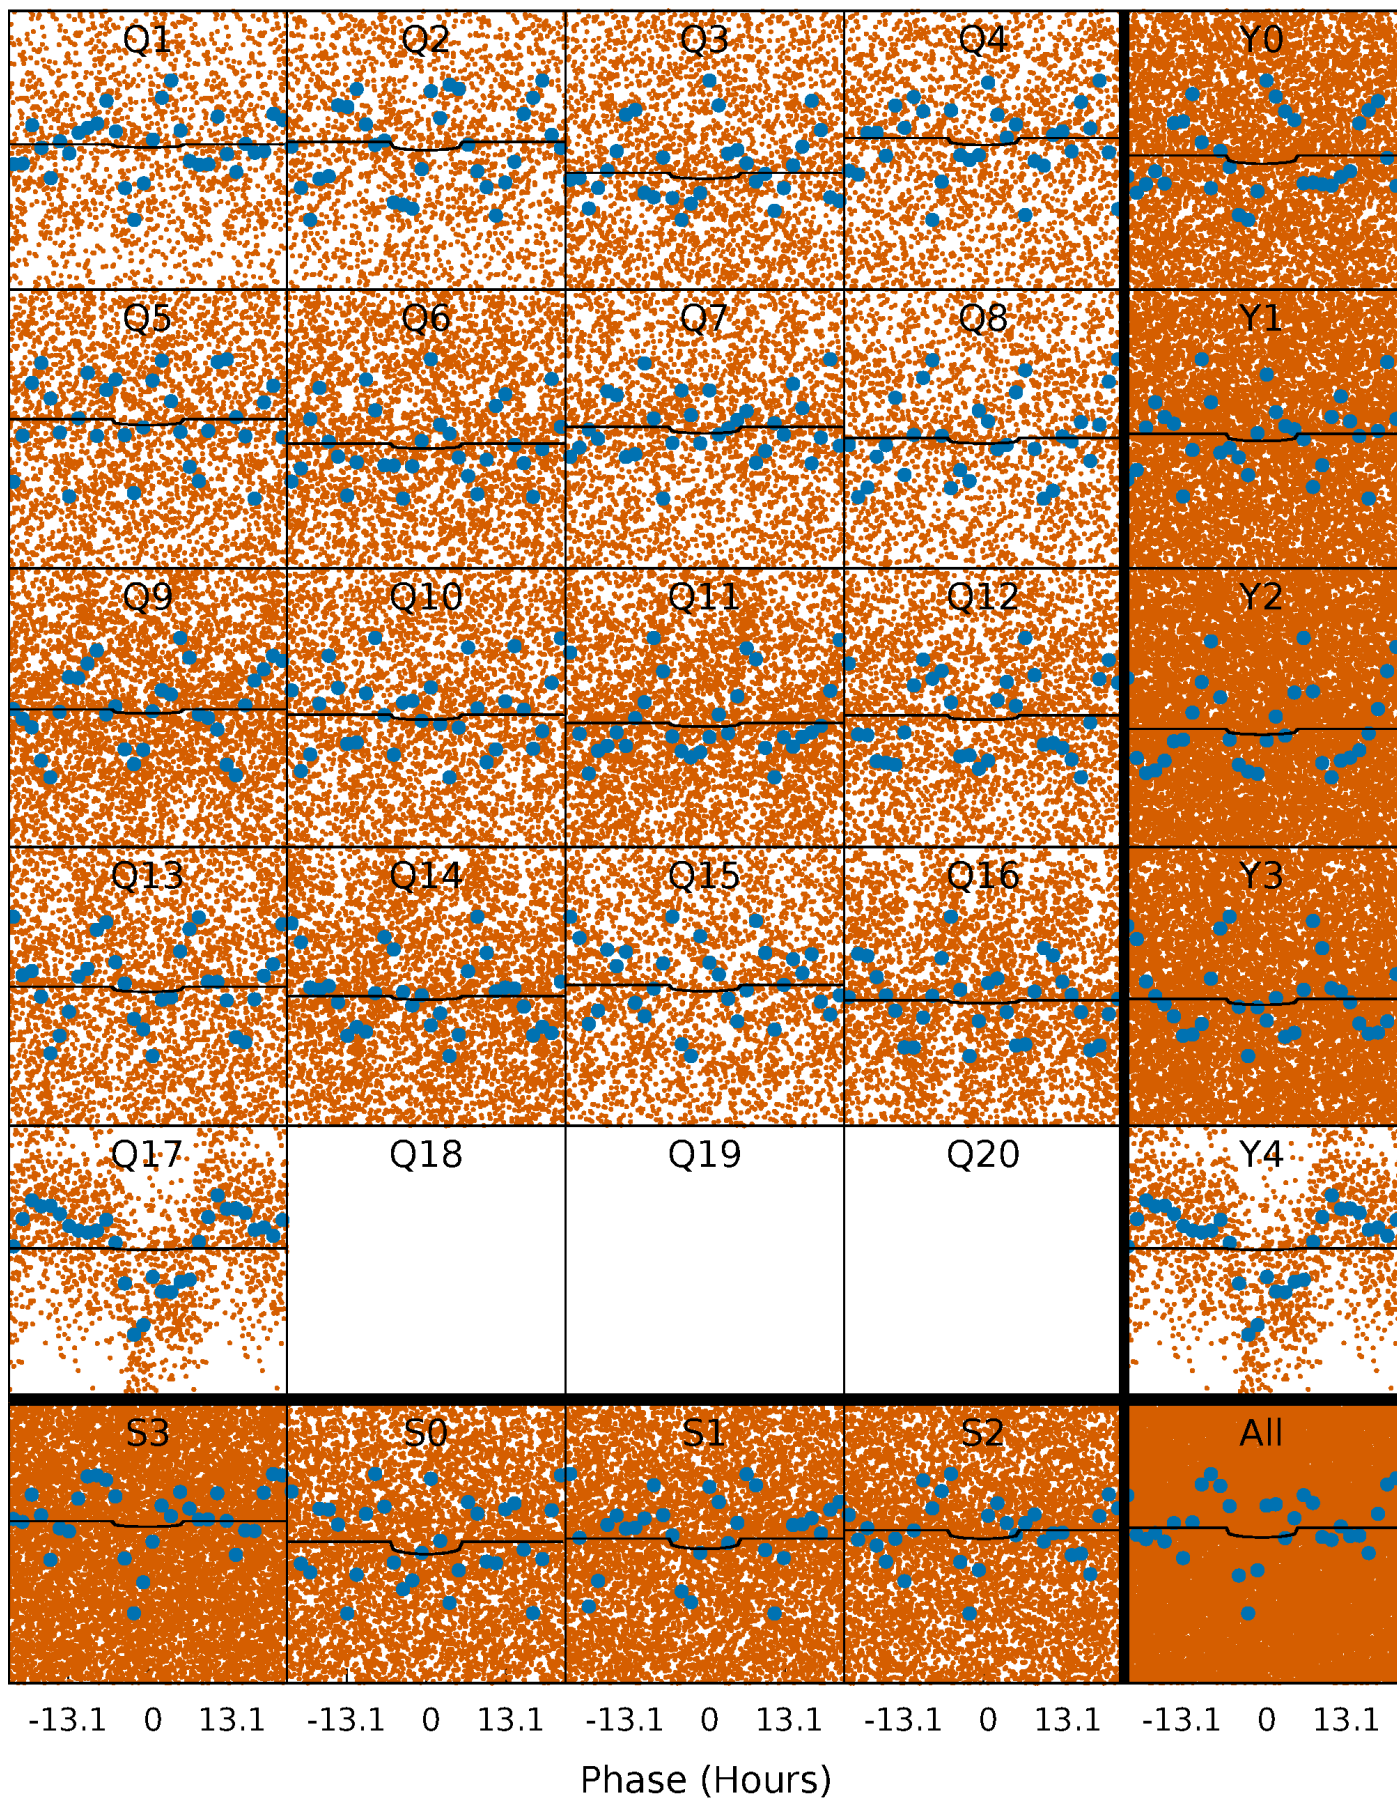 Q1 Q2 Q3 Q4 Y0
Q5 Q6 Q7 Q8 Y1
Q9 Q10 Q11 Q12 Y2
Q13 Q14 Q15 Q16 Y3
Q17 Q18 Q19 Q20 Y4
S3 S0 S1 S2 All
-13.1 0 13.1 -13.1 0 13.1 -13.1 0 13.1 -13.1 0 13.1 -13.1 0 13.1
Phase (Hours)